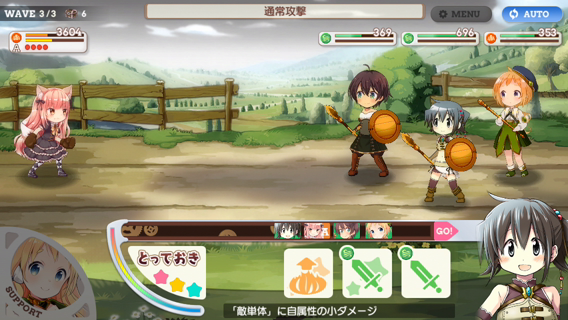 WAVE 3/3 6
通常攻撃
MENU
AUTO
3604
369
696
353
GO!
とっておき
SUPPORT
「敵単体」に自属性の小ダメージ